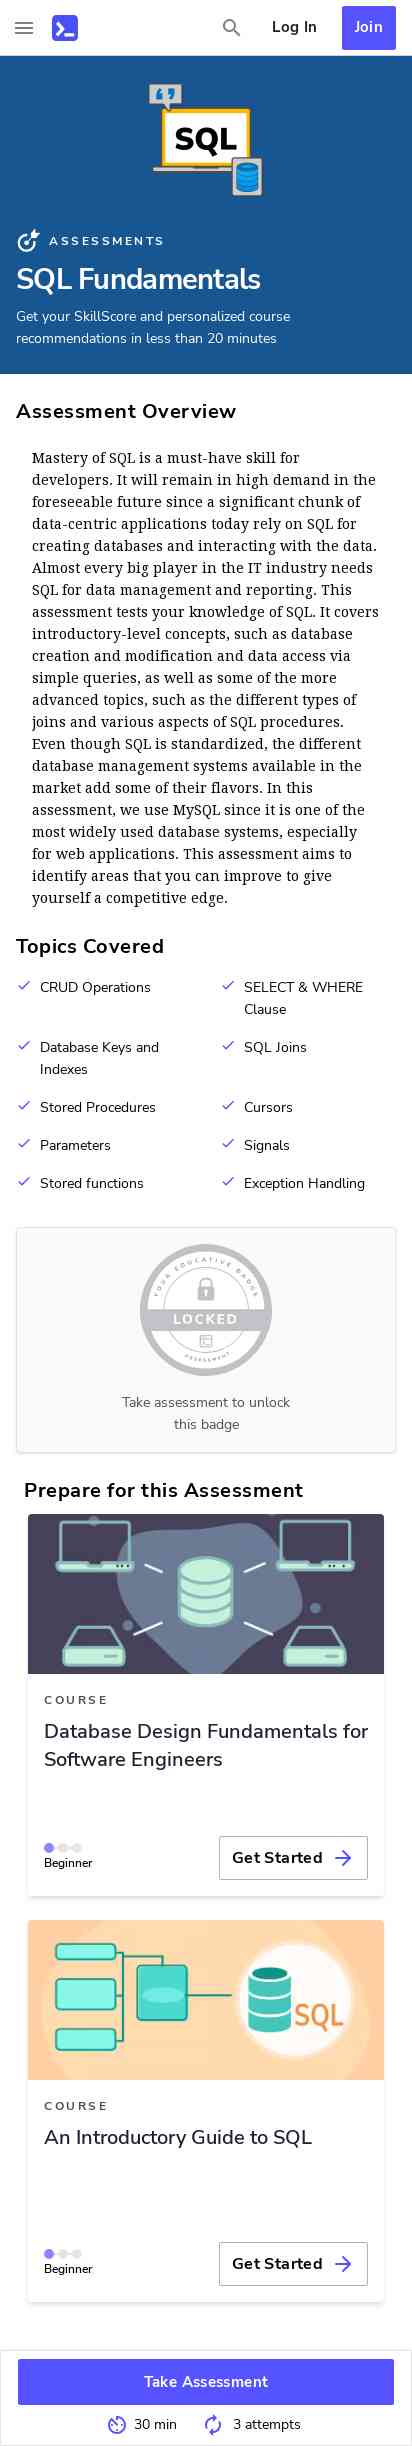 Log In
Join
SQL
ASSESSMENTS
SQL Fundamentals
Get your SkillScore and personalized course
recommendations in less than 20 minutes
Assessment Overview
Mastery of SQL is a must-have skill for
developers. It will remain in high demand in the
foreseeable future since a significant chunk of
data-centric applications today rely on SQL for
creating databases and interacting with the data.
Almost every big player in the IT industry needs
SQL for data management and reporting. This
assessment tests your knowledge of SQL. It covers
introductory-level concepts, such as database
creation and modification and data access via
simple queries, as well as some of the more
advanced topics, such as the different types of
joins and various aspects of SQL procedures.
Even though SQL is standardized, the different
database management systems available in the
market add some of their flavors. In this
assessment, we use MySQL since it is one of the
most widely used database systems, especially
for web applications. This assessment aims to
identify areas that you can improve to give
yourself a competitive edge.
Topics Covered
CRUD Operations
SELECT & WHERE
Clause
Database Keys and
Indexes
SQL Joins
Stored Procedures
Cursors
Parameters
Signals
Stored functions
Exception Handling
YOUR EDUCATIVE BADGE
LOCKED
ASSESSMENT
Take assessment to unlock
this badge
Prepare for this Assessment
COURSE
Database Design Fundamentals for
Software Engineers
Beginner
Get Started
SQL
COURSE
An Introductory Guide to SQL
Beginner
Get Started
Take Assessment
30 min
3 attempts